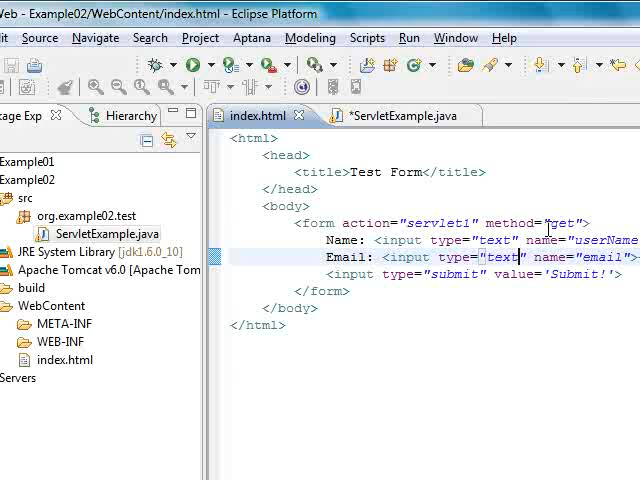 Web - Example02/WebContent/index.html - Eclipse Platform
dit Source Navigate Search Project Aptana Modeling Scripts Run Window Help
kage Exp Hierarchy
index.html *ServletExample.java
Example01
Example02
src
org.example02.test
ServletExample.java
JRE System Library [jdk1.6.0_10]
Apache Tomcat v6.0 [Apache Tom
build
WebContent
META-INF
WEB-INF
index.html
Servers
<html>
<head>
<title>Test Form</title>
</head>
<body>
<form action="servlet1" method="get">
Name: <input type="text" name="userName
Email: <input type="text" name="email">
<input type="submit" value='Submit!'>
</form>
</body>
</html>